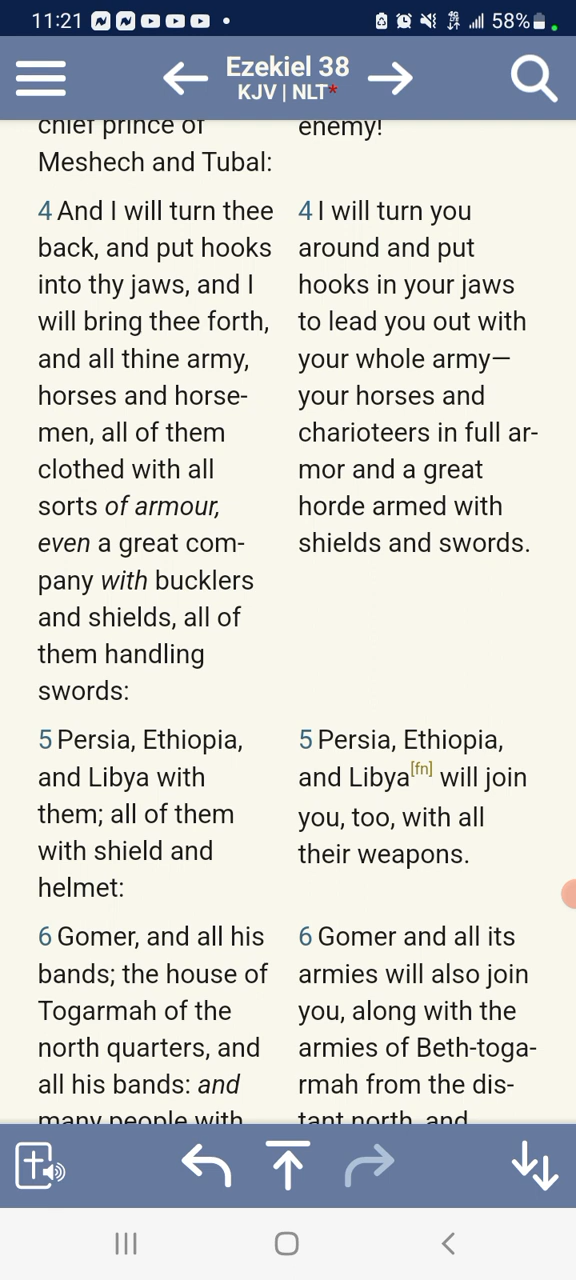 11:21
58%
Ezekiel 38
KJV | NLT*
chief prince of
Meshech and Tubal:
4 And I will turn thee
back, and put hooks
into thy jaws, and I
will bring thee forth,
and all thine army,
horses and horse-
men, all of them
clothed with all
sorts of armour,
even a great com-
pany with bucklers
and shields, all of
them handling
swords:
5 Persia, Ethiopia,
and Libya with
them; all of them
with shield and
helmet:
6 Gomer, and all his
bands; the house of
Togarmah of the
north quarters, and
all his bands: and
many people with
enemy!
4 I will turn you
around and put
hooks in your jaws
to lead you out with
your whole army—
your horses and
charioteers in full ar-
mor and a great
horde armed with
shields and swords.
5 Persia, Ethiopia,
and Libya[fn] will join
you, too, with all
their weapons.
6 Gomer and all its
armies will also join
you, along with the
armies of Beth-toga-
rmah from the dis-
tant north, and